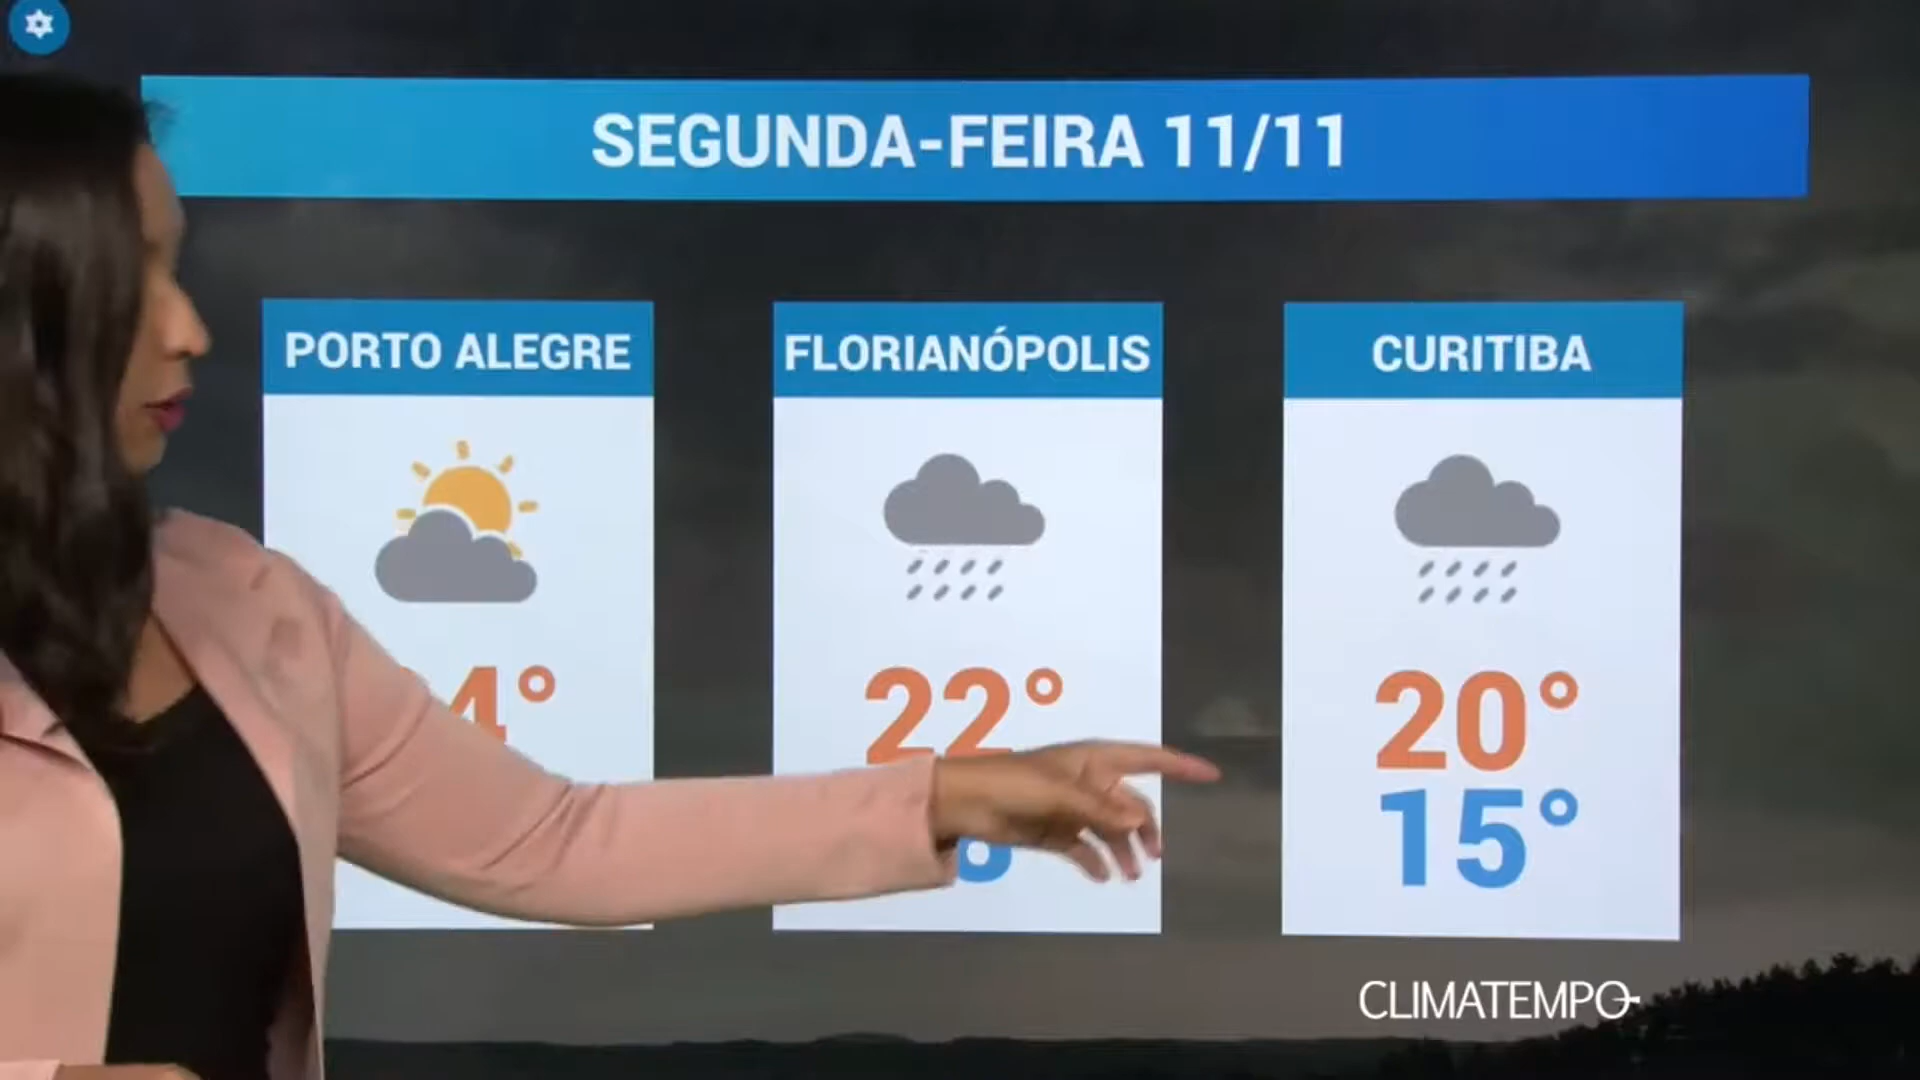 SEGUNDA-FEIRA 11/11
PORTO ALEGRE
FLORIANÓPOLIS
CURITIBA
22°
20°
15°
CLIMATEMPO